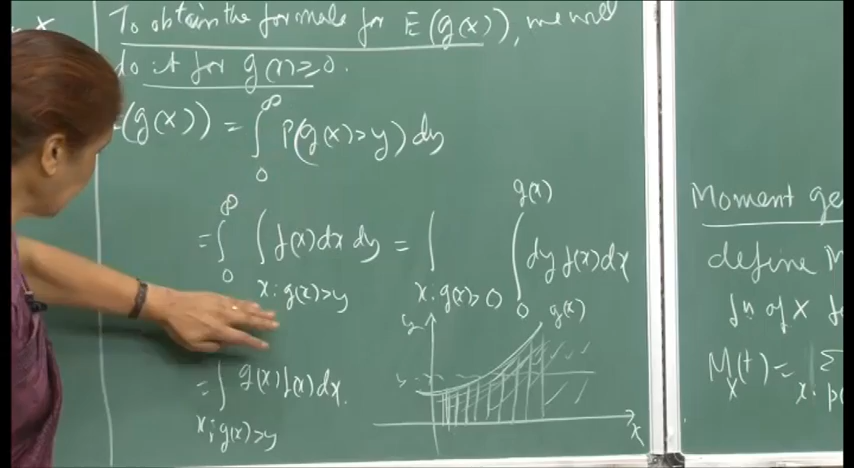 x
To obtain the formula for E(g(x)), we will
do it for g(x)≥0.
(g(x)) = ∫₀^∞ P(g(x)>y) dy
= ∫₀^∞ ∫_{x: g(x)>y} f(x)dx dy = ∫_{x: g(x)>0} ∫₀^{g(x)} dy f(x)dx
= ∫_{x; g(x)>y} g(x)f(x)dx.
y
g(x)
y
x
Moment ge
define M
fn of X f
M_X(t) = Σ_{x:
p(